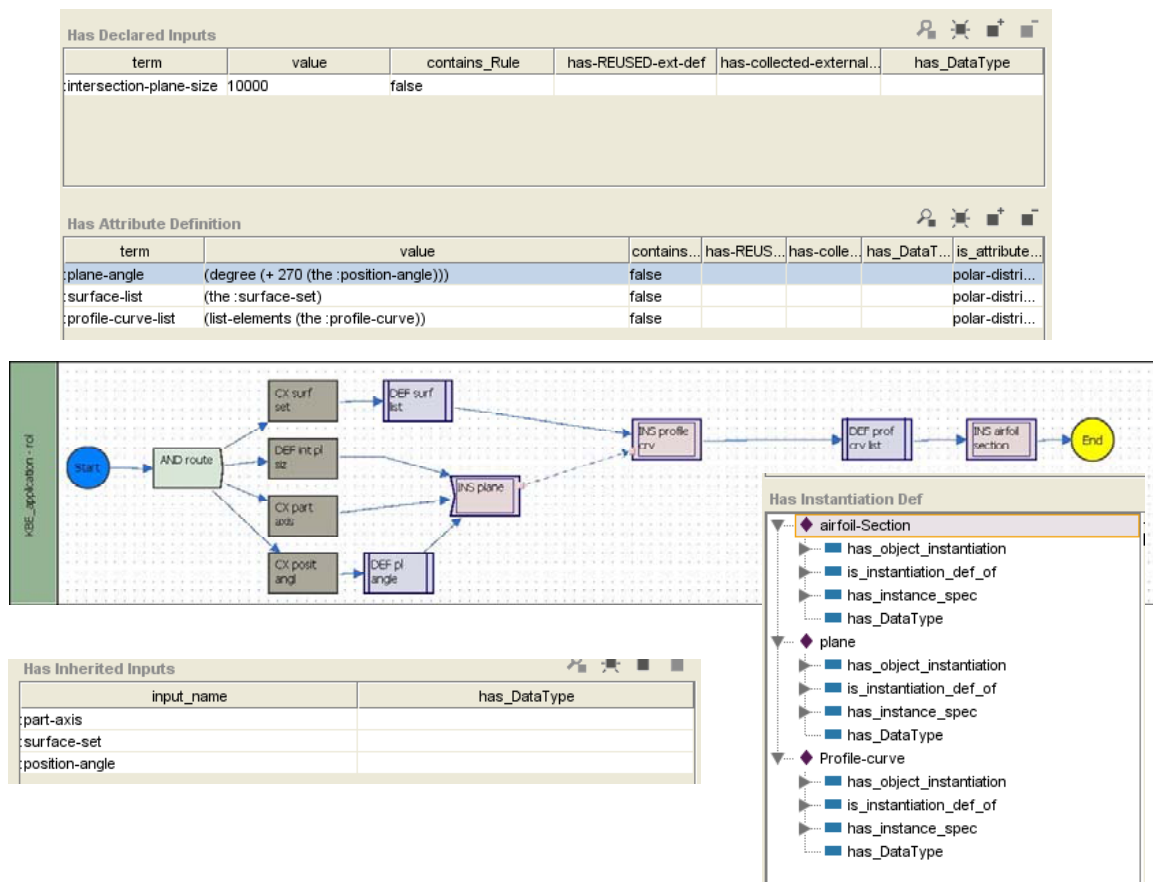 Has Declared Inputs
term value contains_Rule has-REUSED-ext-def has-collected-external... has_DataType
:intersection-plane-size 10000 false
Has Attribute Definition
term value contains... has-REUS... has-colle... has_DataT... is_attribute...
:plane-angle (degree (+ 270 (the :position-angle))) false polar-distri...
:surface-list (the :surface-set) false polar-distri...
:profile-curve-list (list-elements (the :profile-curve)) false polar-distri...
KBE_application - rol
Start
AND route
CX surf
set
DEF surf
list
DEF int pl
siz
CX part
axis
CX posit
angl
DEF pl
angle
INS plane
INS profile
crv
DEF prof
crv list
INS airfoil
section
End
Has Instantiation Def
airfoil-Section
has_object_instantiation
is_instantiation_def_of
has_instance_spec
has_DataType
plane
has_object_instantiation
is_instantiation_def_of
has_instance_spec
has_DataType
Profile-curve
has_object_instantiation
is_instantiation_def_of
has_instance_spec
has_DataType
Has Inherited Inputs
input_name has_DataType
:part-axis
:surface-set
:position-angle